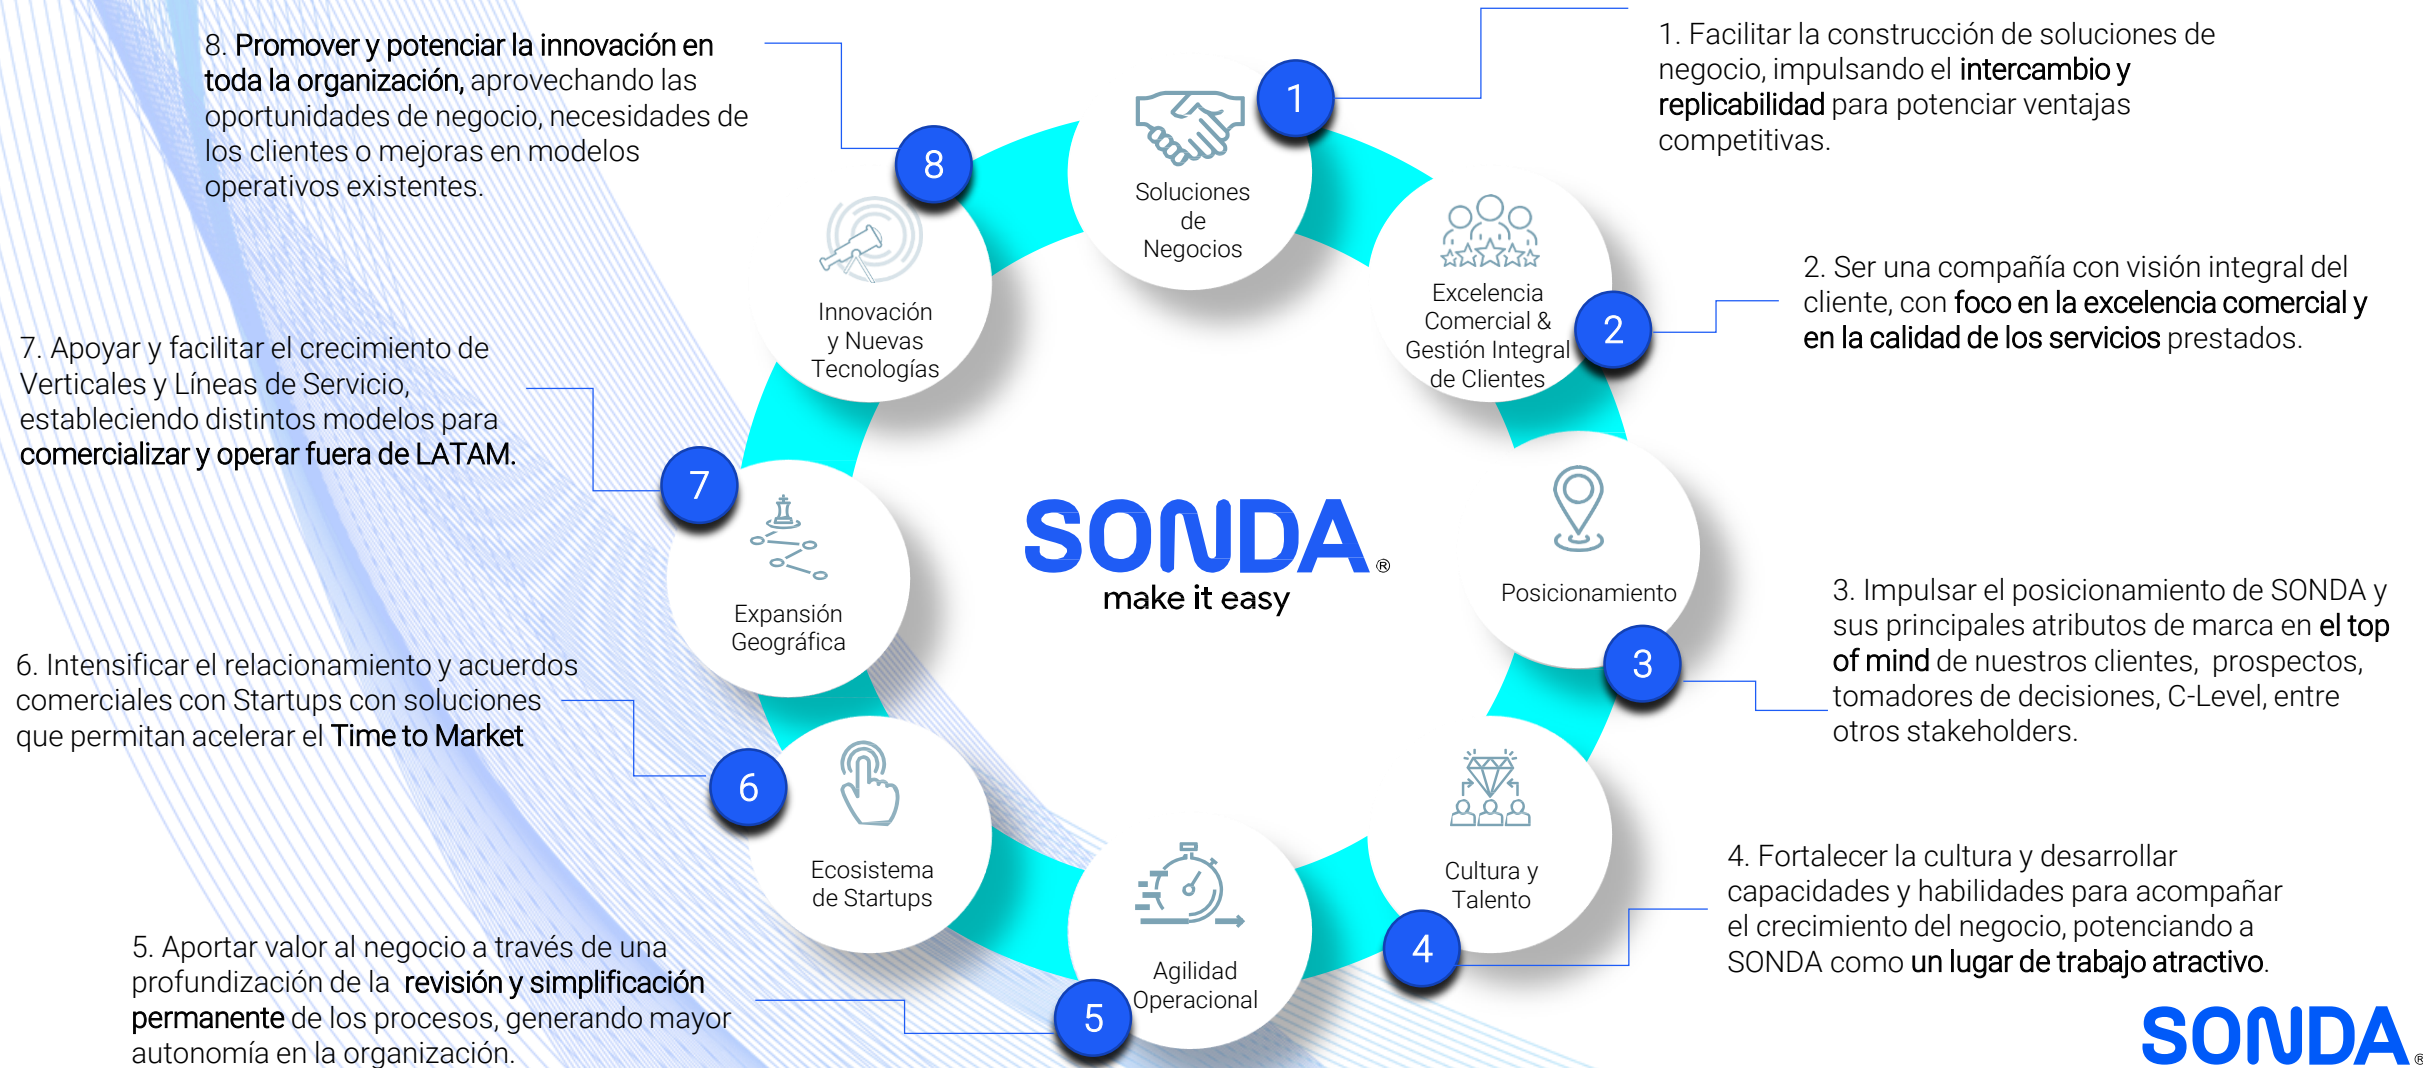 8. Promover y potenciar la innovación en
toda la organización, aprovechando las
oportunidades de negocio, necesidades de
los clientes o mejoras en modelos
operativos existentes.
1. Facilitar la construcción de soluciones de
negocio, impulsando el intercambio y
replicabilidad para potenciar ventajas
competitivas.
2. Ser una compañía con visión integral del
cliente, con foco en la excelencia comercial y
en la calidad de los servicios prestados.
7. Apoyar y facilitar el crecimiento de
Verticales y Líneas de Servicio,
estableciendo distintos modelos para
comercializar y operar fuera de LATAM.
3. Impulsar el posicionamiento de SONDA y
sus principales atributos de marca en el top
of mind de nuestros clientes, prospectos,
tomadores de decisiones, C-Level, entre
otros stakeholders.
6. Intensificar el relacionamiento y acuerdos
comerciales con Startups con soluciones
que permitan acelerar el Time to Market
4. Fortalecer la cultura y desarrollar
capacidades y habilidades para acompañar
el crecimiento del negocio, potenciando a
SONDA como un lugar de trabajo atractivo.
5. Aportar valor al negocio a través de una
profundización de la revisión y simplificación
permanente de los procesos, generando mayor
autonomía en la organización.
1
Soluciones
de
Negocios
2
Excelencia
Comercial &
Gestión Integral
de Clientes
3
Posicionamiento
4
Cultura y
Talento
5
Agilidad
Operacional
6
Ecosistema
de Startups
7
Expansión
Geográfica
8
Innovación
y Nuevas
Tecnologías
SONDA®
make it easy
SONDA®